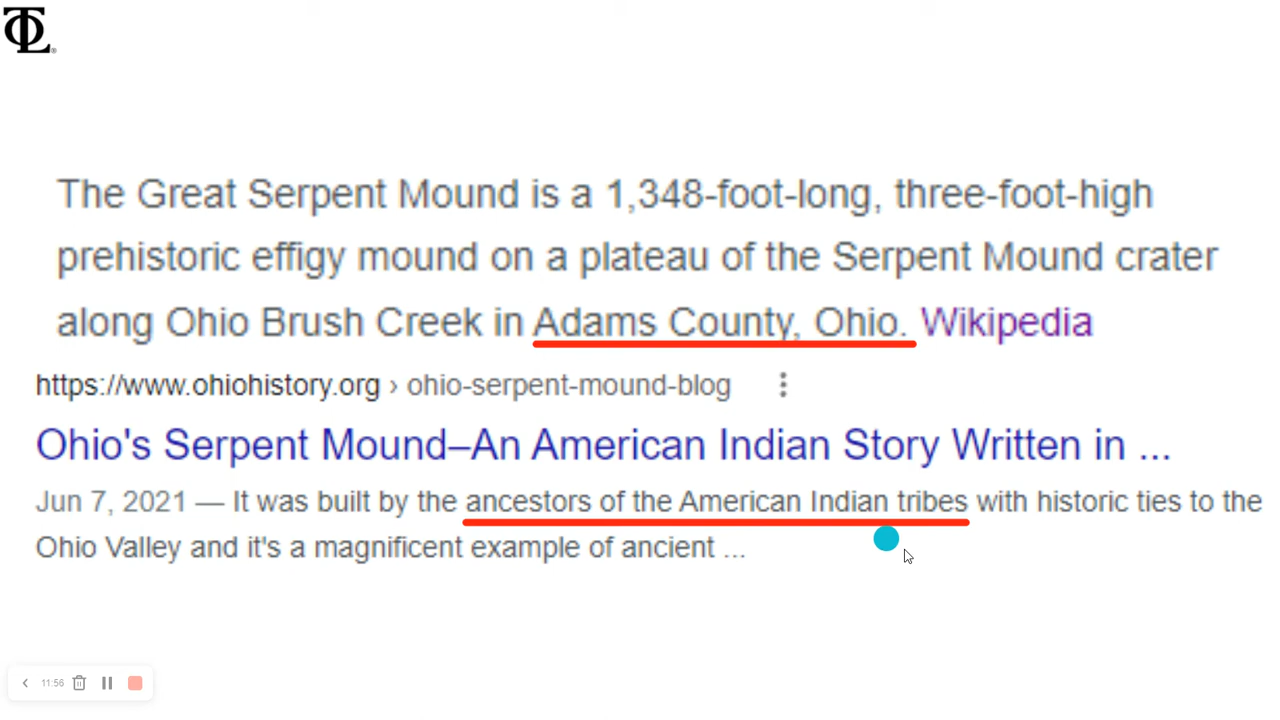 The Great Serpent Mound is a 1,348-foot-long, three-foot-high
prehistoric effigy mound on a plateau of the Serpent Mound crater
along Ohio Brush Creek in Adams County, Ohio. Wikipedia
https://www.ohiohistory.org › ohio-serpent-mound-blog
Ohio's Serpent Mound–An American Indian Story Written in ...
Jun 7, 2021 — It was built by the ancestors of the American Indian tribes with historic ties to the
Ohio Valley and it's a magnificent example of ancient ...
11:56